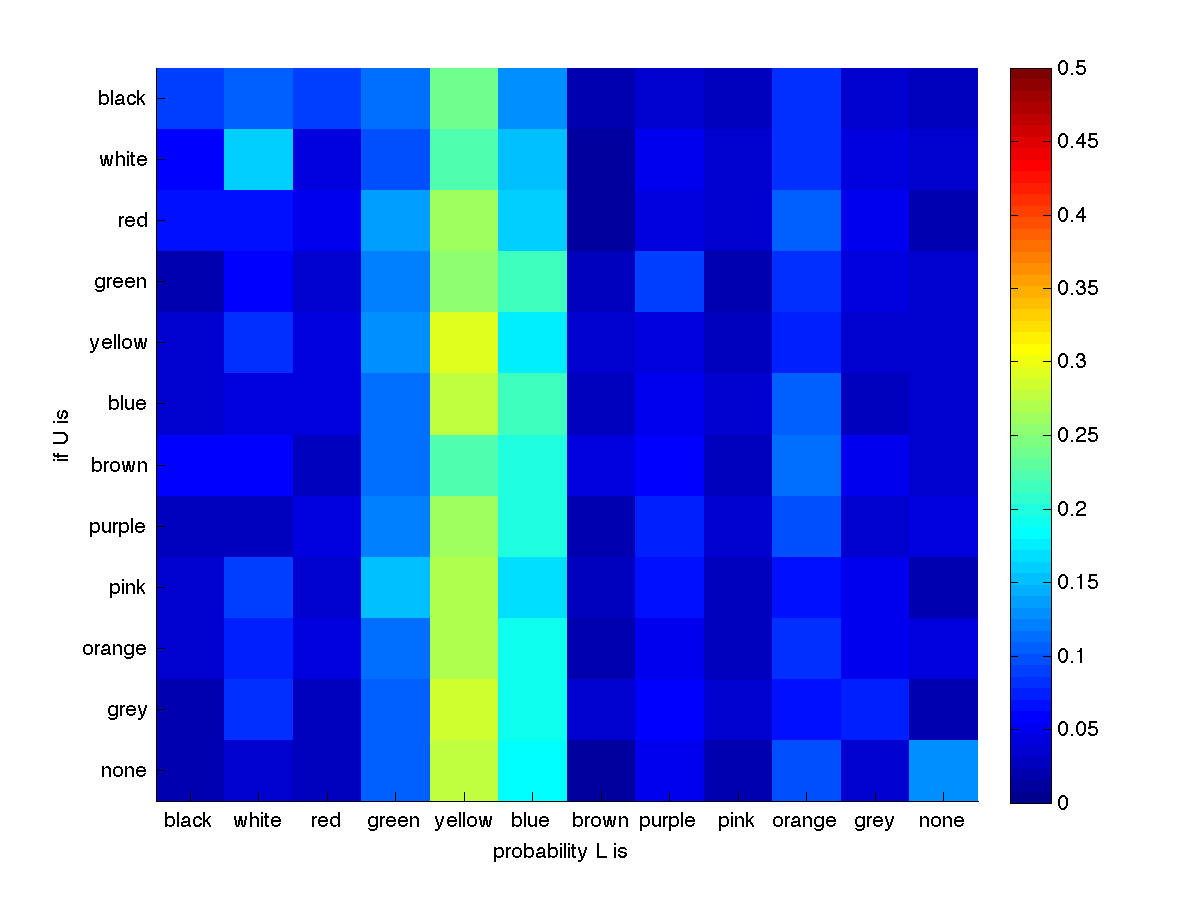 black
white
red
green
yellow
blue
brown
purple
pink
orange
grey
none
if U is
black white red green yellow blue brown purple pink orange grey none
probability L is
0.5
0.45
0.4
0.35
0.3
0.25
0.2
0.15
0.1
0.05
0